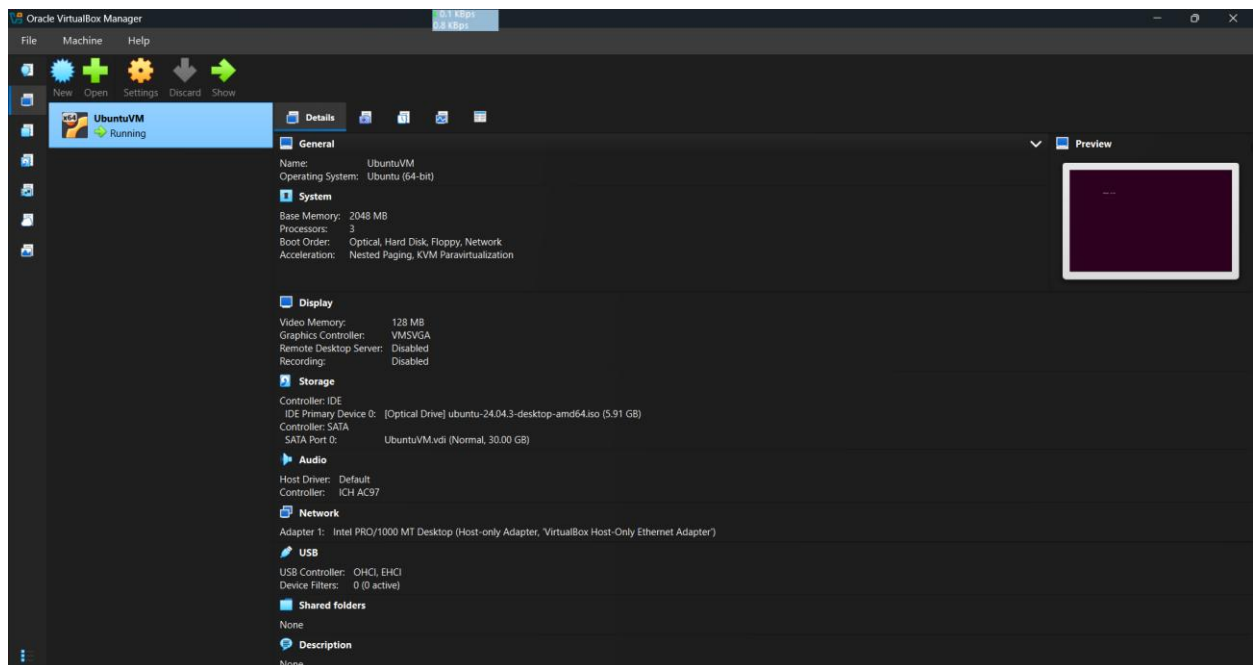 Oracle VirtualBox Manager
0.1 KBps
0.8 KBps
File Machine Help
New Open Settings Discard Show
UbuntuVM
Running
Details
General
Name: UbuntuVM
Operating System: Ubuntu (64-bit)
System
Base Memory: 2048 MB
Processors: 3
Boot Order: Optical, Hard Disk, Floppy, Network
Acceleration: Nested Paging, KVM Paravirtualization
Preview
Display
Video Memory: 128 MB
Graphics Controller: VMSVGA
Remote Desktop Server: Disabled
Recording: Disabled
Storage
Controller: IDE
IDE Primary Device 0: [Optical Drive] ubuntu-24.04.3-desktop-amd64.iso (5.91 GB)
Controller: SATA
SATA Port 0: UbuntuVM.vdi (Normal, 30.00 GB)
Audio
Host Driver: Default
Controller: ICH AC97
Network
Adapter 1: Intel PRO/1000 MT Desktop (Host-only Adapter, 'VirtualBox Host-Only Ethernet Adapter')
USB
USB Controller: OHCI, EHCI
Device Filters: 0 (0 active)
Shared folders
None
Description
None